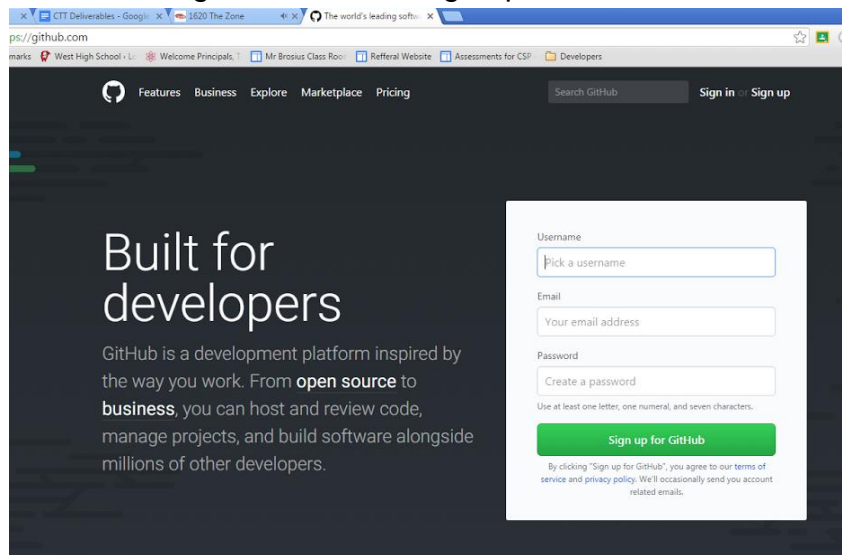 CTT Deliverables - Googl
1620 The Zone
The world's leading softw
ps://github.com
marks West High School Welcome Principals, T Mr Brosius Class Roo Refferal Website Assessments for CSP Developers
Features Business Explore Marketplace Pricing
Search GitHub
Sign in or Sign up
Built for
developers
GitHub is a development platform inspired by
the way you work. From open source to
business, you can host and review code,
manage projects, and build software alongside
millions of other developers.
Username
Pick a username
Email
Your email address
Password
Create a password
Use at least one letter, one numeral, and seven characters.
Sign up for GitHub
By clicking "Sign up for GitHub", you agree to our terms of
service and privacy policy. We'll occasionally send you account
related emails.